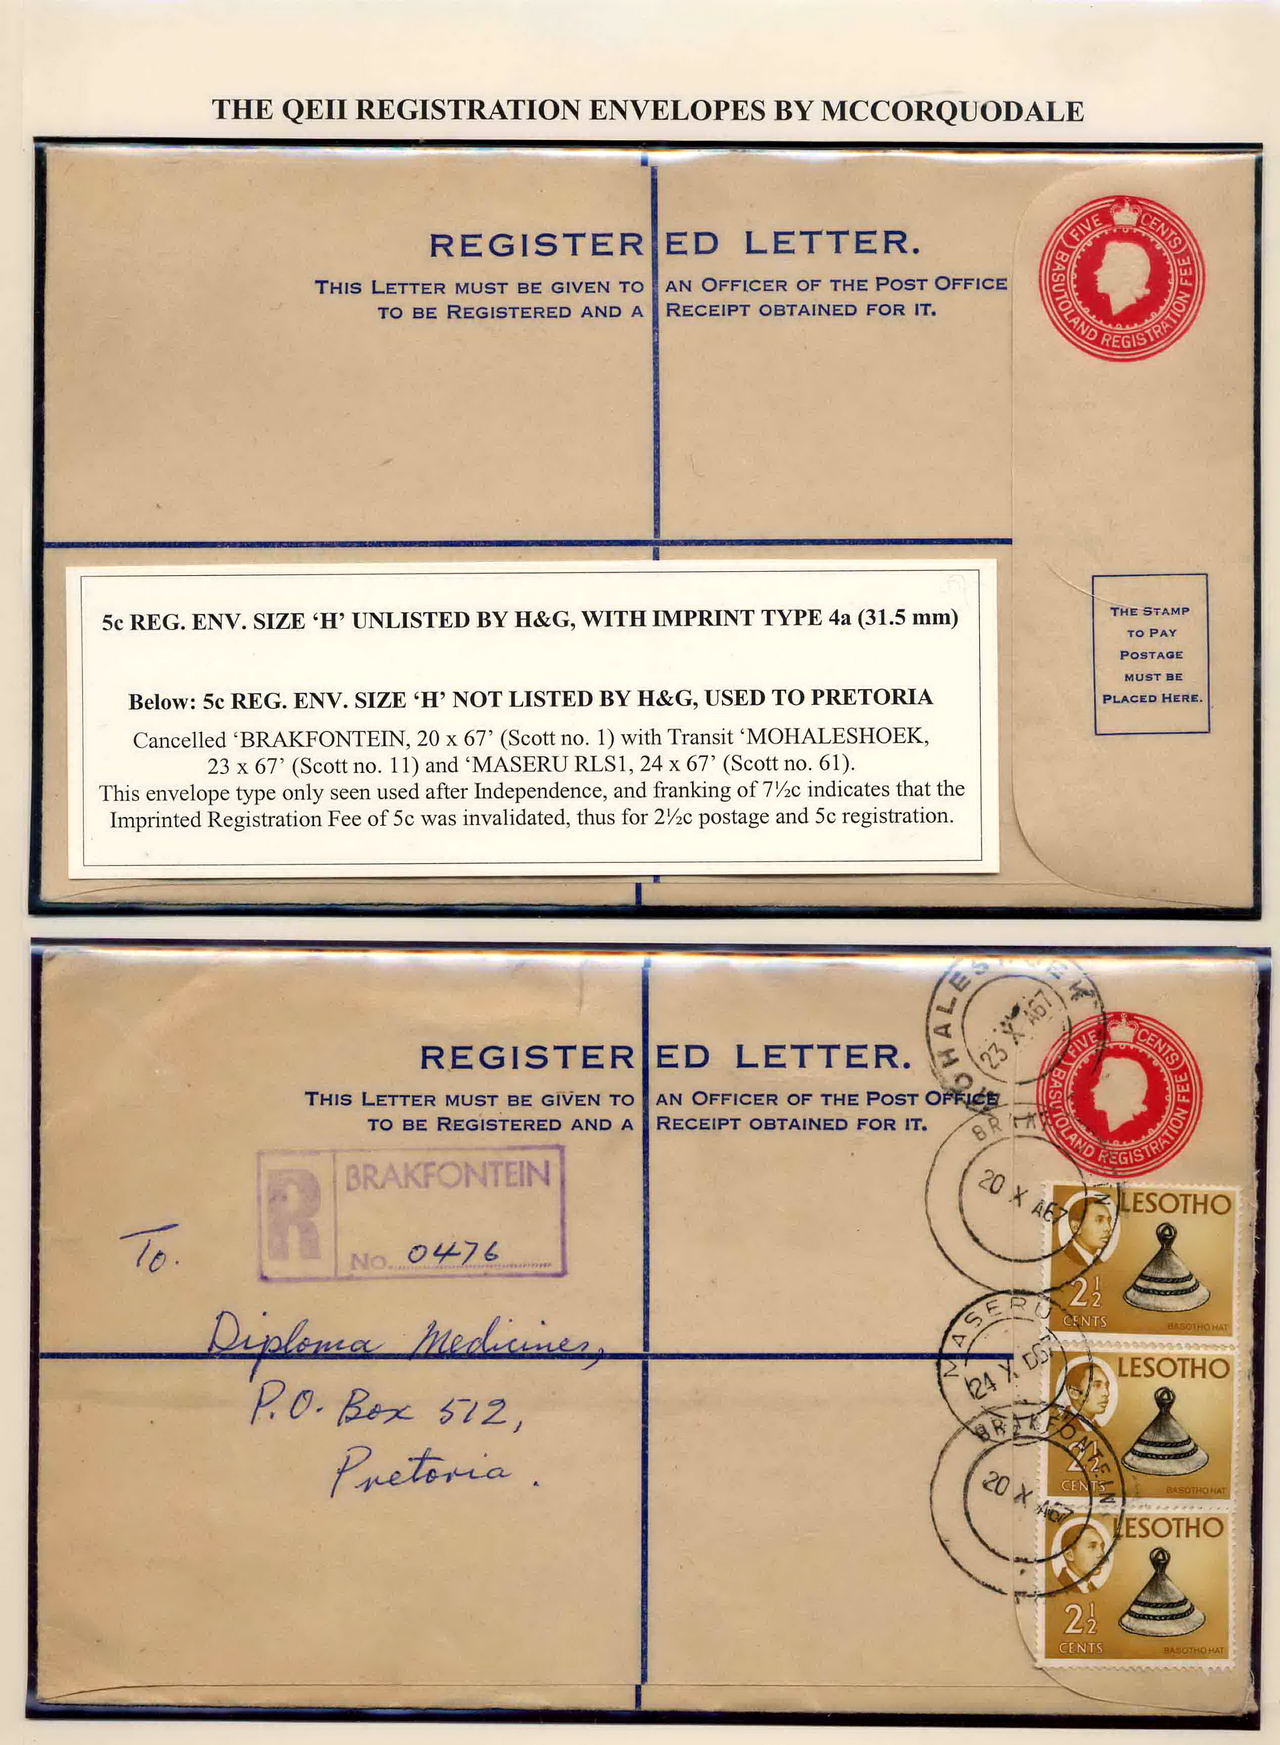 THE QEII REGISTRATION ENVELOPES BY MCCORQUODALE
REGISTERED LETTER.
THIS LETTER MUST BE GIVEN TO AN OFFICER OF THE POST OFFICE
TO BE REGISTERED AND A RECEIPT OBTAINED FOR IT.
FIVE CENTS
BASUTOLAND REGISTRATION FEE
THE STAMP
TO PAY
POSTAGE
MUST BE
PLACED HERE.
5c REG. ENV. SIZE ‘H’ UNLISTED BY H&G, WITH IMPRINT TYPE 4a (31.5 mm)
Below: 5c REG. ENV. SIZE ‘H’ NOT LISTED BY H&G, USED TO PRETORIA
Cancelled ‘BRAKFONTEIN, 20 x 67’ (Scott no. 1) with Transit ‘MOHALESHOEK,
23 x 67’ (Scott no. 11) and ‘MASERU RLS1, 24 x 67’ (Scott no. 61).
This envelope type only seen used after Independence, and franking of 7½c indicates that the
Imprinted Registration Fee of 5c was invalidated, thus for 2½c postage and 5c registration.
MOHALESHOEK
23 X A67
REGISTERED LETTER.
THIS LETTER MUST BE GIVEN TO AN OFFICER OF THE POST OFFICE
TO BE REGISTERED AND A RECEIPT OBTAINED FOR IT.
FIVE CENTS
BASUTOLAND REGISTRATION FEE
R BRAKFONTEIN
No. 0476
20 X A67
To.
Diploma Medicines,
P.O. Box 512,
Pretoria.
LESOTHO
2½
CENTS
BASOTHO HAT
MASERU
24 X
LESOTHO
2½
CENTS
BASOTHO HAT
BRAKFONTEIN
20 X A67
LESOTHO
2½
CENTS
BASOTHO HAT